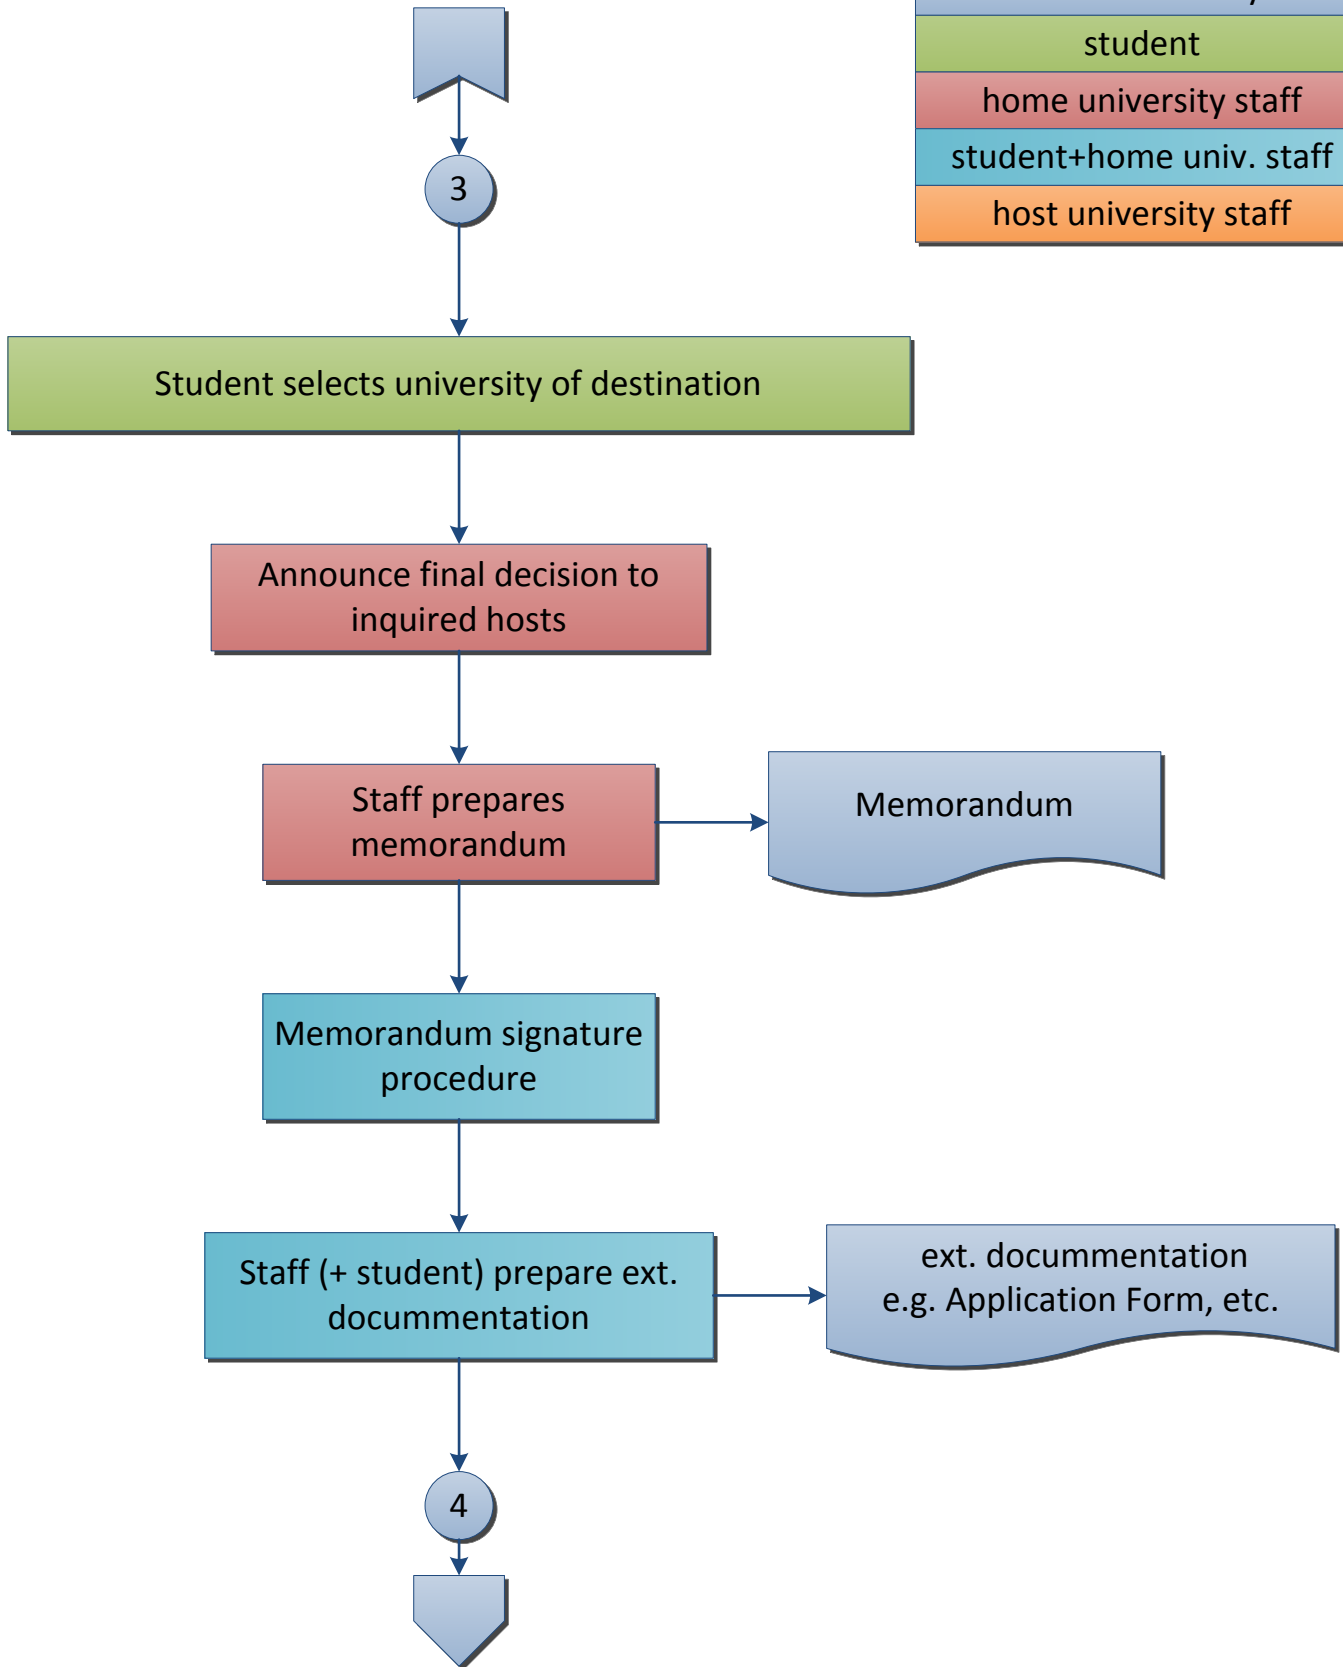 student
home university staff
student+home univ. staff
host university staff
3
Student selects university of destination
Announce final decision to
inquired hosts
Staff prepares
memorandum
Memorandum
Memorandum signature
procedure
Staff (+ student) prepare ext.
docummentation
ext. docummentation
e.g. Application Form, etc.
4